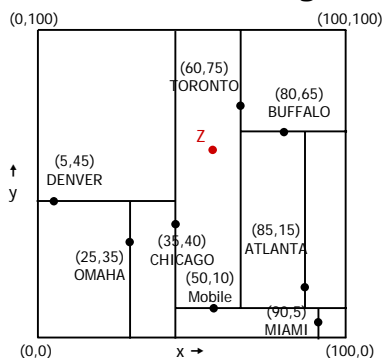 (0,100)
(100,100)
(60,75)
TORONTO
(80,65)
BUFFALO
Z
(5,45)
DENVER
y
(25,35)
OMAHA
(35,40)
CHICAGO
(85,15)
ATLANTA
(50,10)
Mobile
(90,5)
MIAMI
(0,0)
x →
(100,0)